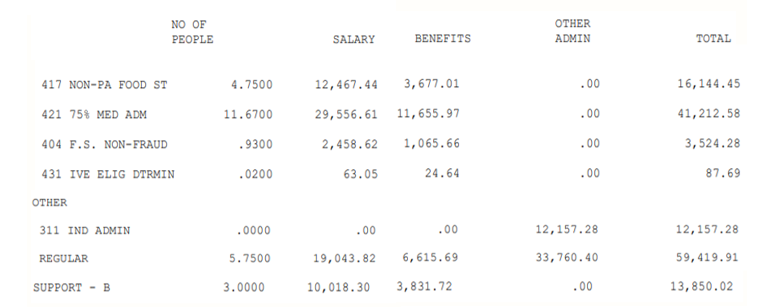 NO OF OTHER
PEOPLE SALARY BENEFITS ADMIN TOTAL
417 NON-PA FOOD ST 4.7500 12,467.44 3,677.01 .00 16,144.45
421 75% MED ADM 11.6700 29,556.61 11,655.97 .00 41,212.58
404 F.S. NON-FRAUD .9300 2,458.62 1,065.66 .00 3,524.28
431 IVE ELIG DTRMIN .0200 63.05 24.64 .00 87.69
OTHER
311 IND ADMIN .0000 .00 .00 12,157.28 12,157.28
REGULAR 5.7500 19,043.82 6,615.69 33,760.40 59,419.91
SUPPORT - B 3.0000 10,018.30 3,831.72 .00 13,850.02